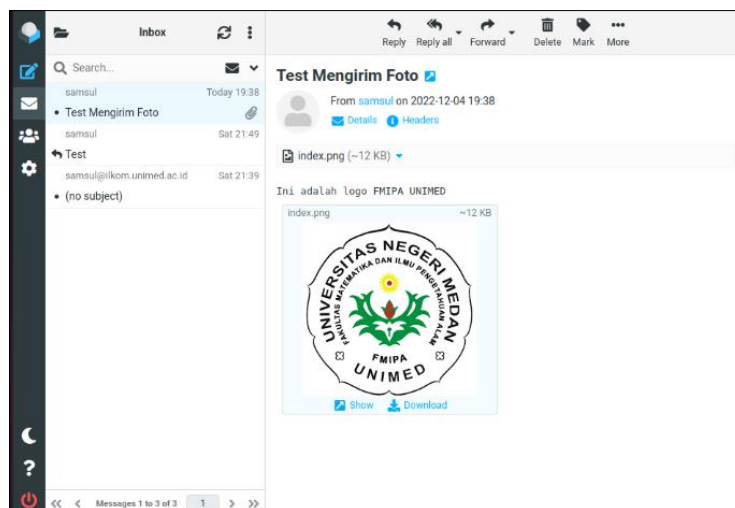 Inbox
Search...
samsul Today 19:38
• Test Mengirim Foto
samsul Sat 21:49
Test
samsul@ilkom.unimed.ac.id Sat 21:39
• (no subject)
Messages 1 to 3 of 3 1
Reply Reply all Forward Delete Mark More
Test Mengirim Foto
From samsul on 2022-12-04 19:38
Details Headers
index.png (~12 KB)
Ini adalah logo FMIPA UNIMED
index.png ~12 KB
UNIVERSITAS NEGERI MEDAN
FAKULTAS MATEMATIKA DAN ILMU PENGETAHUAN ALAM
FMIPA
UNIMED
Show Download